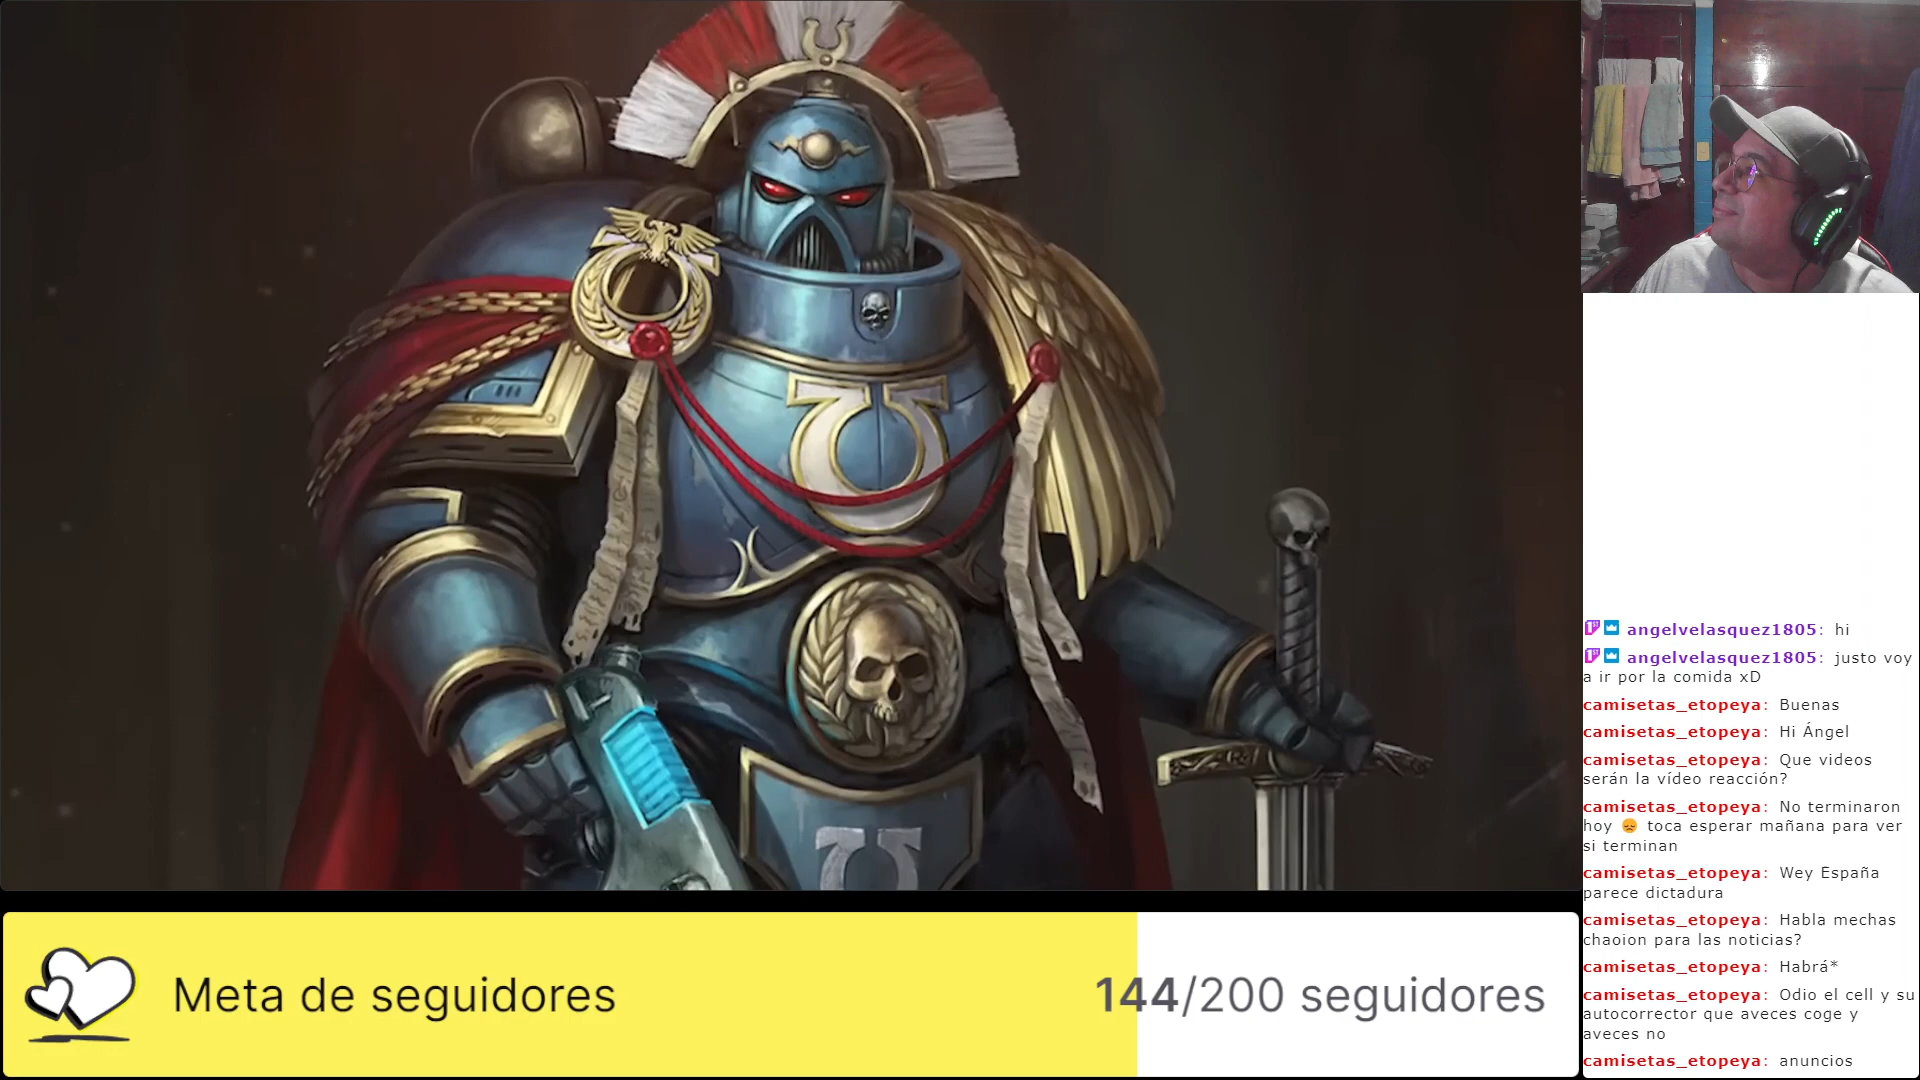 angelvelasquez1805: hi
angelvelasquez1805: justo voy
a ir por la comida xD
camisetas_etopeya: Buenas
camisetas_etopeya: Hi Ángel
camisetas_etopeya: Que videos
serán la vídeo reacción?
camisetas_etopeya: No terminaron
hoy 😞 toca esperar mañana para ver
si terminan
camisetas_etopeya: Wey España
parece dictadura
camisetas_etopeya: Habla mechas
chaoion para las noticias?
camisetas_etopeya: Habrá*
camisetas_etopeya: Odio el cell y su
autocorrector que aveces coge y
aveces no
camisetas_etopeya: anuncios
Meta de seguidores
144/200 seguidores